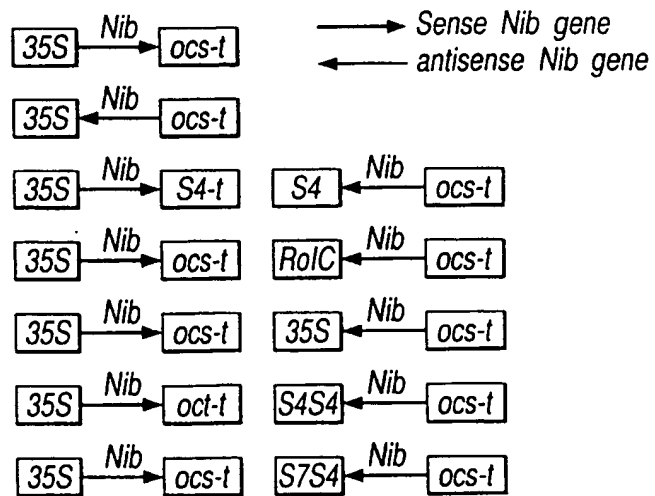 Nib Sense Nib gene
35S ocs-t antisense Nib gene
Nib
35S ocs-t
Nib Nib
35S S4-t S4 ocs-t
Nib Nib
35S ocs-t RolC ocs-t
Nib Nib
35S ocs-t 35S ocs-t
Nib Nib
35S oct-t S4S4 ocs-t
Nib Nib
35S ocs-t S7S4 ocs-t